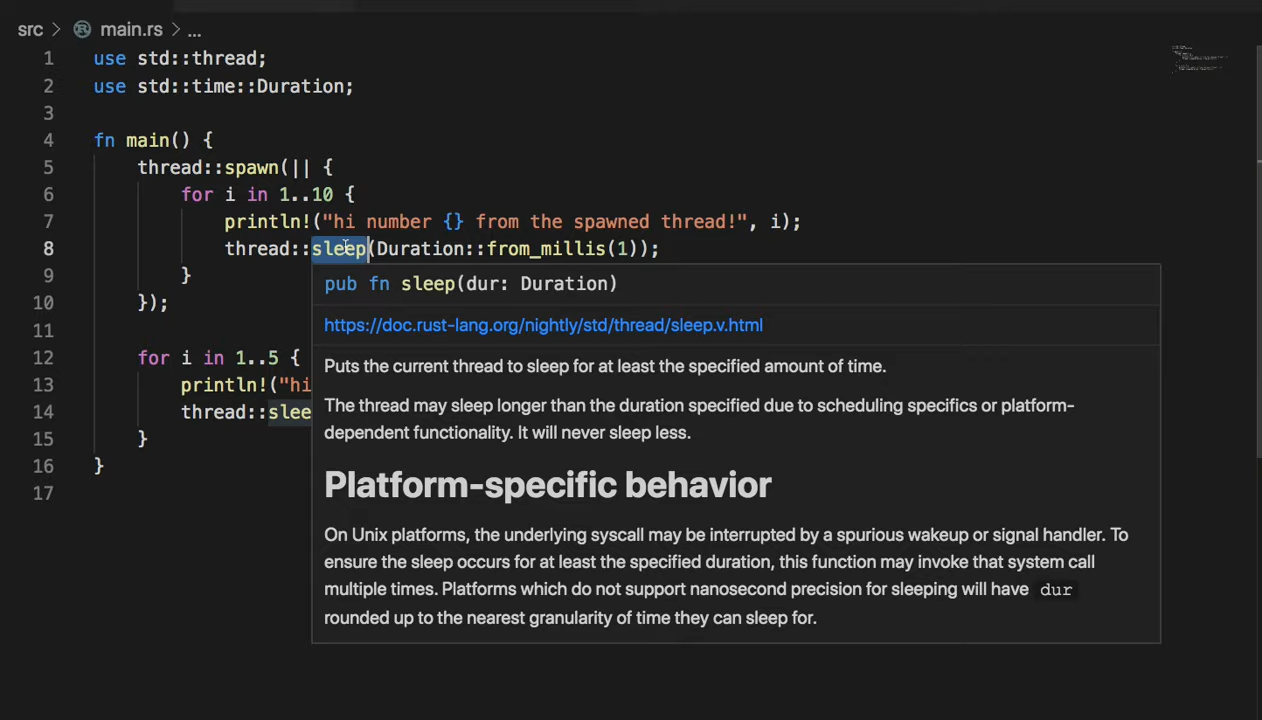 src > main.rs > ...
1 use std::thread;
2 use std::time::Duration;
3
4 fn main() {
5 thread::spawn(|| {
6 for i in 1..10 {
7 println!("hi number {} from the spawned thread!", i);
8 thread::sleep(Duration::from_millis(1));
9 }
10 });
11
12 for i in 1..5 {
13 println!("hi
14 thread::slee
15 }
16 }
17
pub fn sleep(dur: Duration)
https://doc.rust-lang.org/nightly/std/thread/sleep.v.html
Puts the current thread to sleep for at least the specified amount of time.
The thread may sleep longer than the duration specified due to scheduling specifics or platform-
dependent functionality. It will never sleep less.
Platform-specific behavior
On Unix platforms, the underlying syscall may be interrupted by a spurious wakeup or signal handler. To
ensure the sleep occurs for at least the specified duration, this function may invoke that system call
multiple times. Platforms which do not support nanosecond precision for sleeping will have dur
rounded up to the nearest granularity of time they can sleep for.